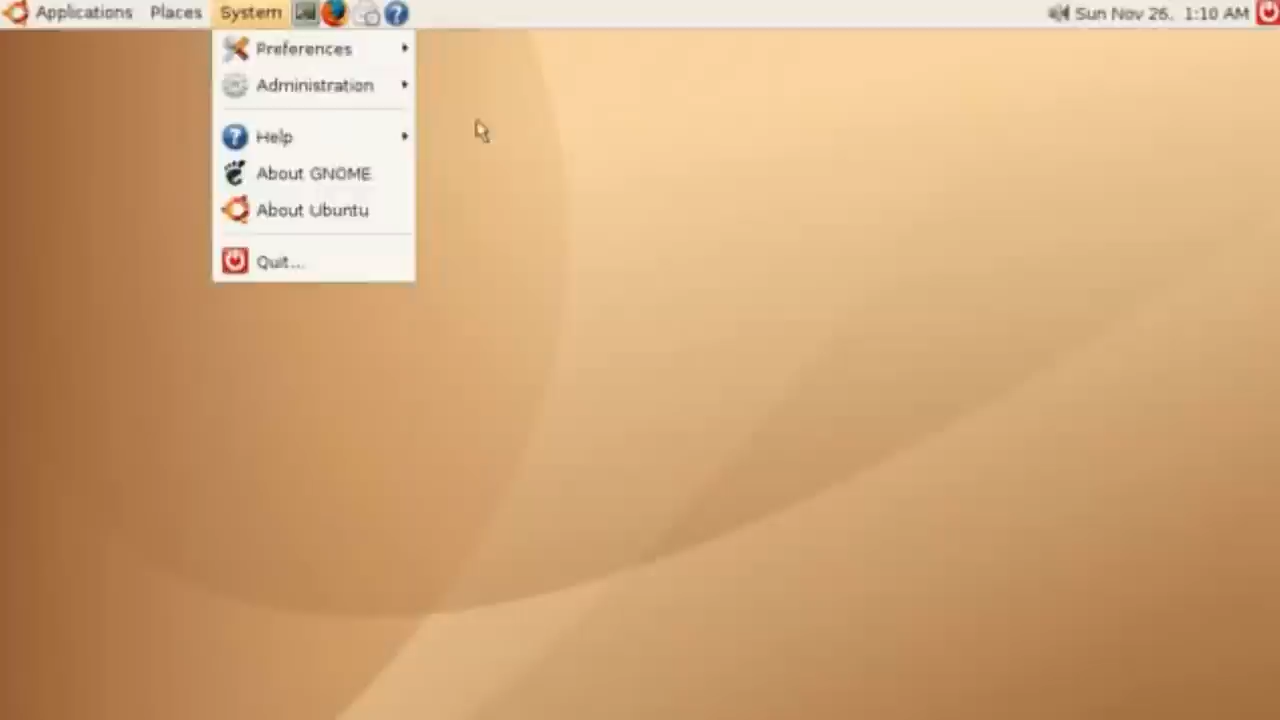 Applications Places System Sun Nov 26, 1:10 AM
Preferences
Administration
Help
About GNOME
About Ubuntu
Quit...